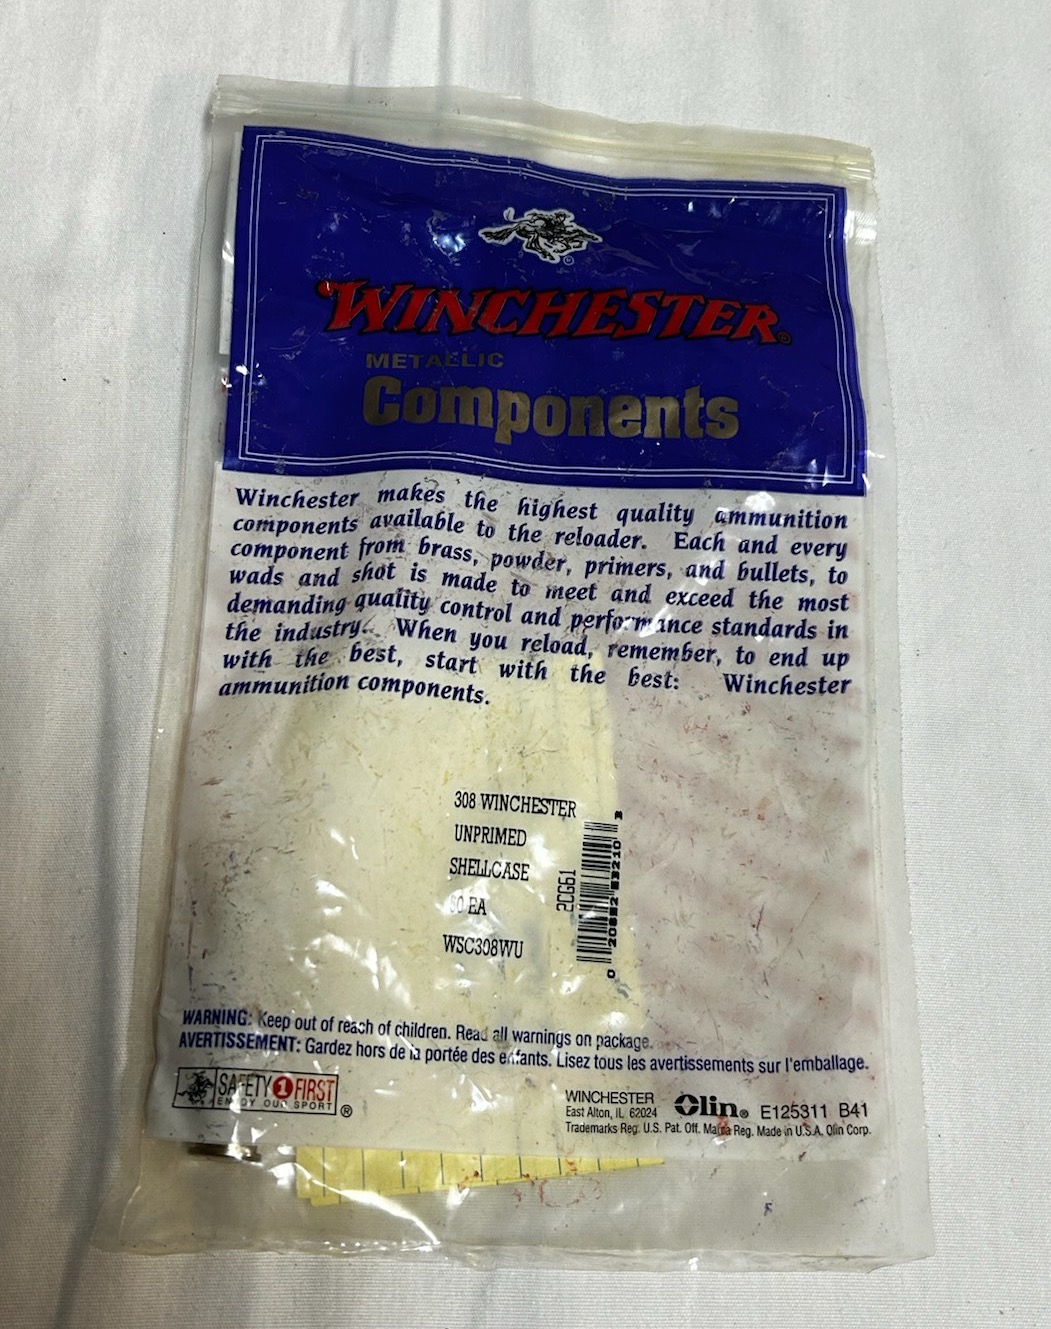 WINCHESTER®
METALLIC
Components
Winchester makes the highest quality ammunition
components available to the reloader. Each and every
component from brass, powder, primers, and bullets, to
wads and shot is made to meet and exceed the most
demanding quality control and performance standards in
the industry. When you reload, remember, to end up
with the best, start with the best: Winchester
ammunition components.
308 WINCHESTER
UNPRIMED
SHELLCASE
EA
WSC308WU
2CG61
WARNING: Keep out of reach of children. Read all warnings on package.
AVERTISSEMENT: Gardez hors de la portée des enfants. Lisez tous les avertissements sur l'emballage.
SAFETY 1 FIRST
ENJOY OUR SPORT ®
WINCHESTER
East Alton, IL 62024
Olin® E125311 B41
Trademarks Reg. U.S. Pat. Off. Marca Reg. Made in U.S.A. Olin Corp.